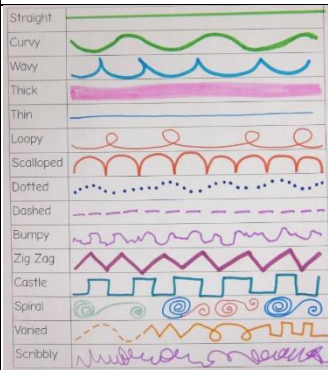 Straight
Curvy
Wavy
Thick
Thin
Loopy
Scalloped
Dotted
Dashed
Bumpy
Zig Zag
Castle
Spiral
Varied
Scribbly